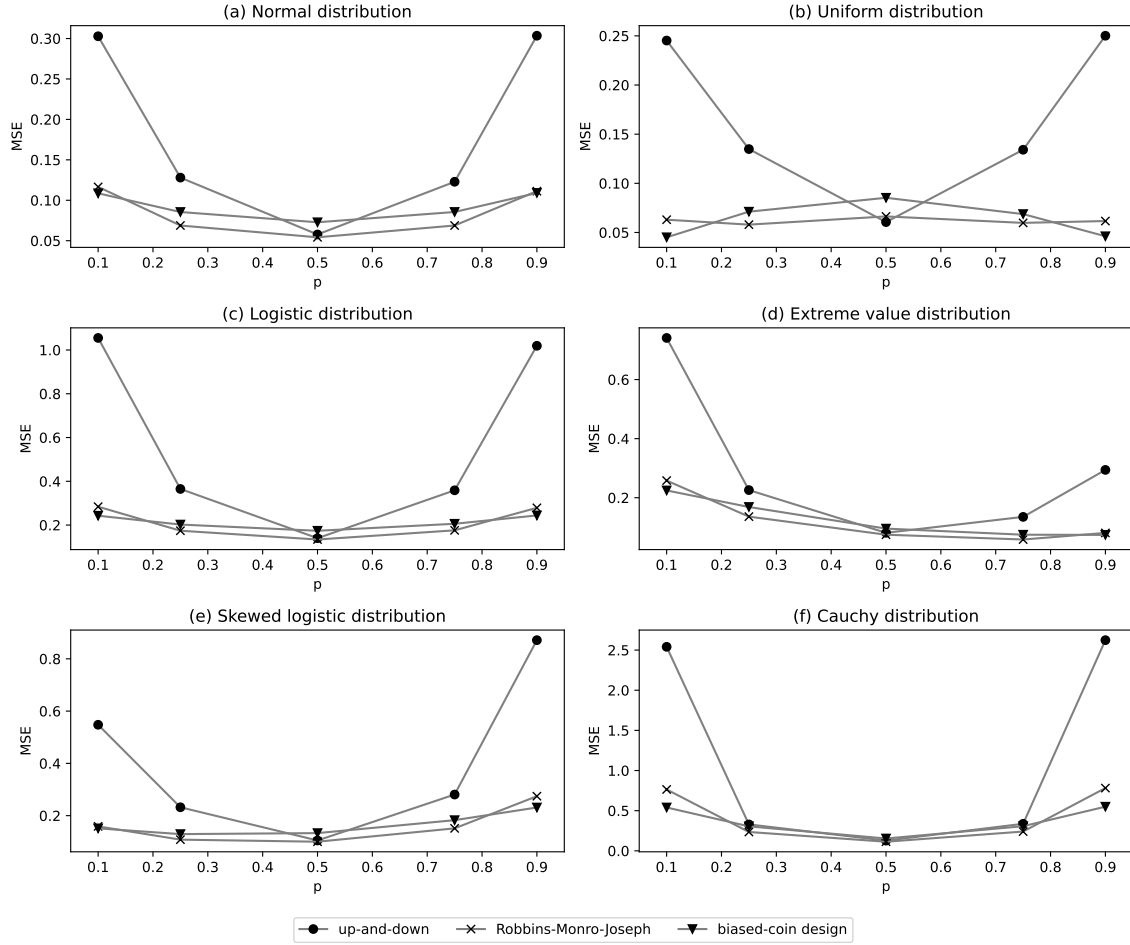 (a) Normal distribution
MSE
0.30
0.25
0.20
0.15
0.10
0.05
0.1 0.2 0.3 0.4 0.5 0.6 0.7 0.8 0.9
p
(b) Uniform distribution
MSE
0.25
0.20
0.15
0.10
0.05
0.1 0.2 0.3 0.4 0.5 0.6 0.7 0.8 0.9
p
(c) Logistic distribution
MSE
1.0
0.8
0.6
0.4
0.2
0.1 0.2 0.3 0.4 0.5 0.6 0.7 0.8 0.9
p
(d) Extreme value distribution
MSE
0.6
0.4
0.2
0.1 0.2 0.3 0.4 0.5 0.6 0.7 0.8 0.9
p
(e) Skewed logistic distribution
MSE
0.8
0.6
0.4
0.2
0.1 0.2 0.3 0.4 0.5 0.6 0.7 0.8 0.9
p
(f) Cauchy distribution
MSE
2.5
2.0
1.5
1.0
0.5
0.0
0.1 0.2 0.3 0.4 0.5 0.6 0.7 0.8 0.9
p
up-and-down Robbins-Monro-Joseph biased-coin design